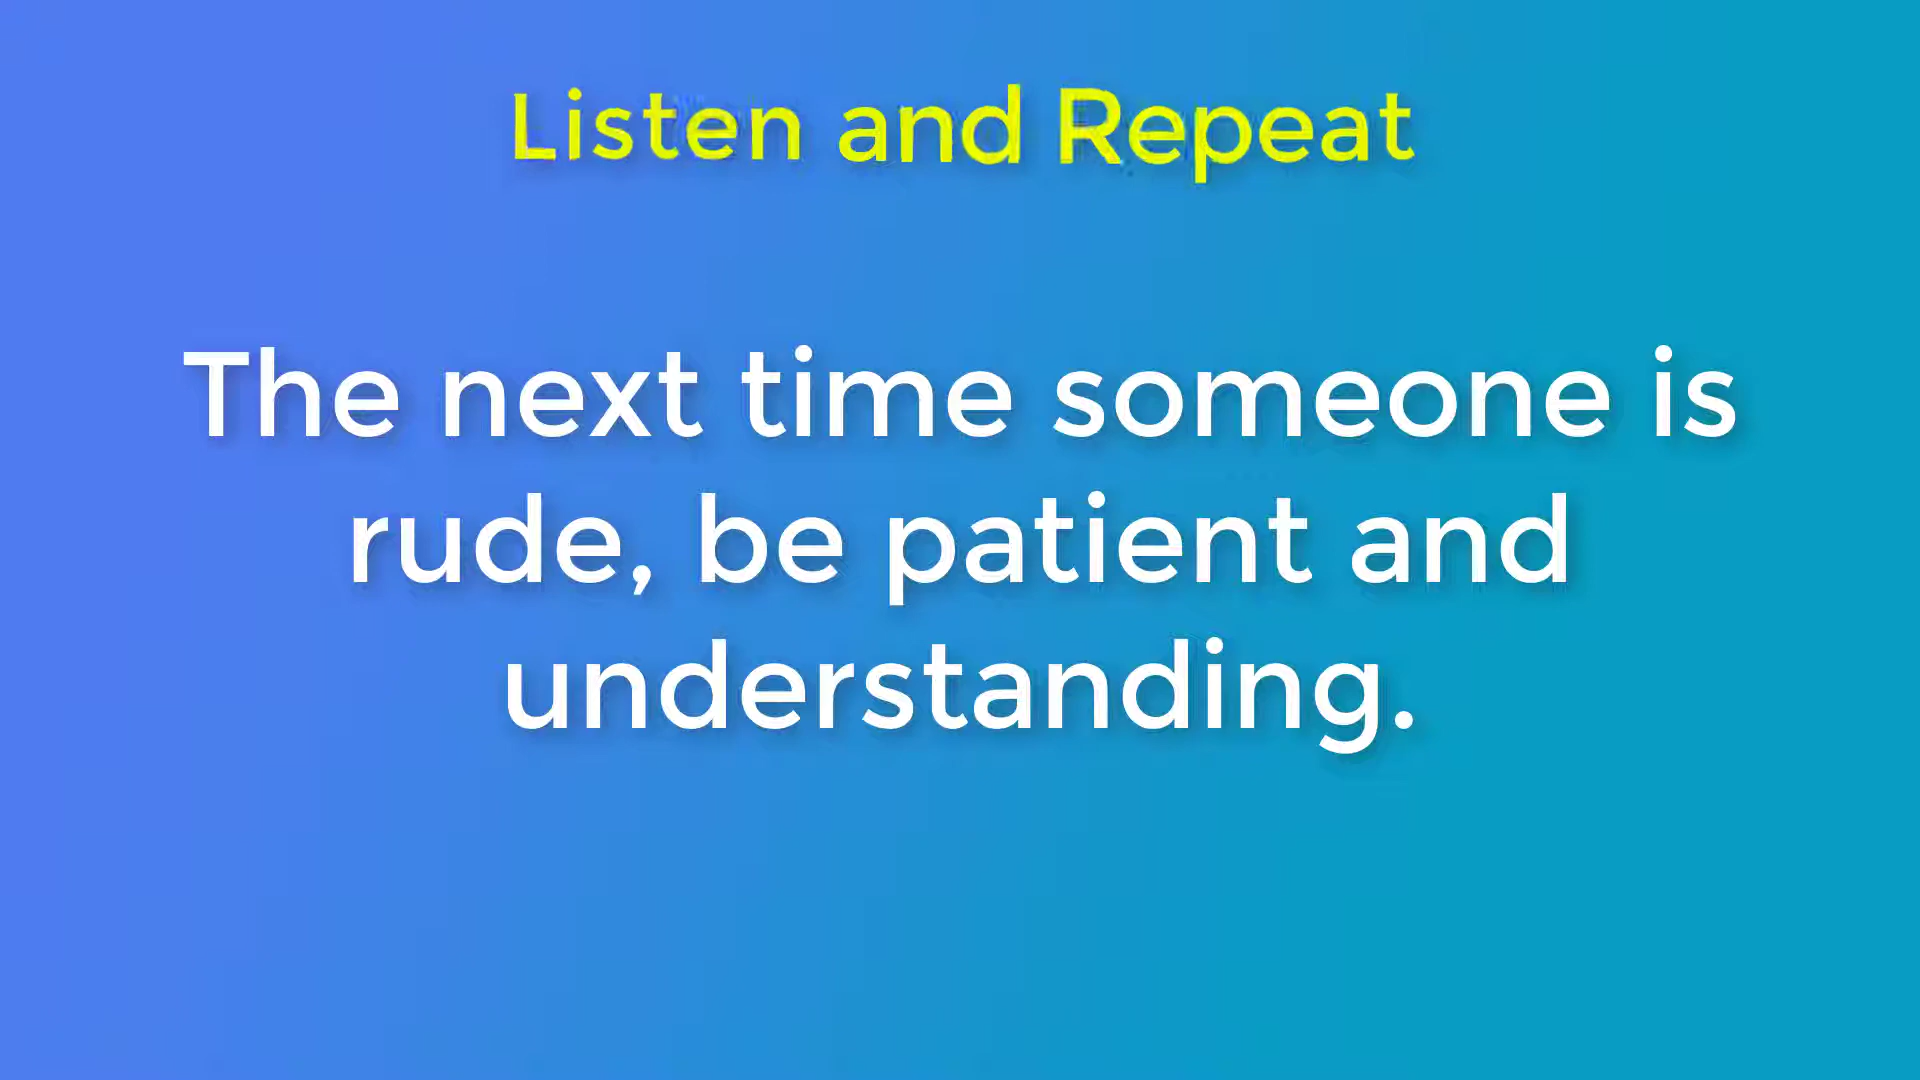 Listen and Repeat
The next time someone is
rude, be patient and
understanding.